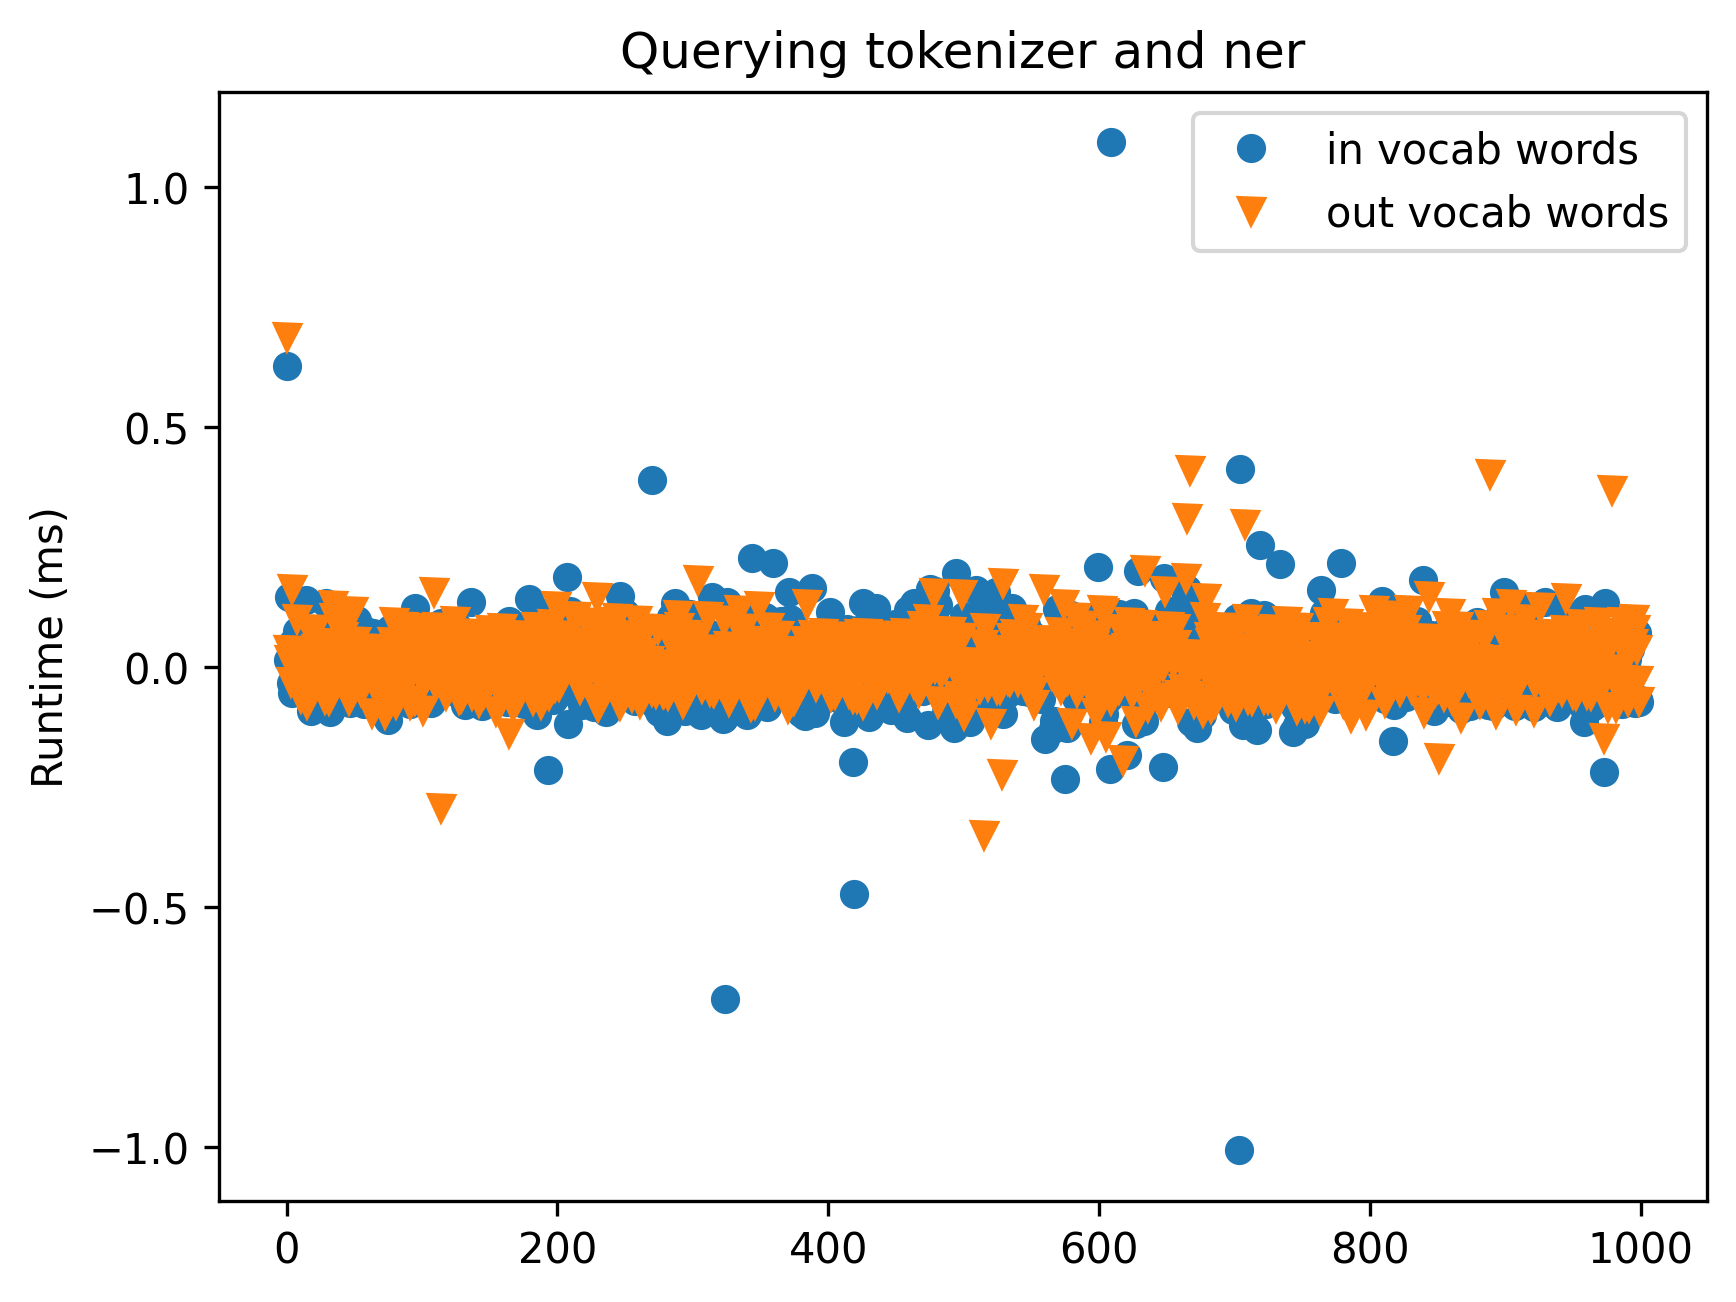 Querying tokenizer and ner
in vocab words
out vocab words
Runtime (ms)
1.0
0.5
0.0
−0.5
−1.0
0 200 400 600 800 1000